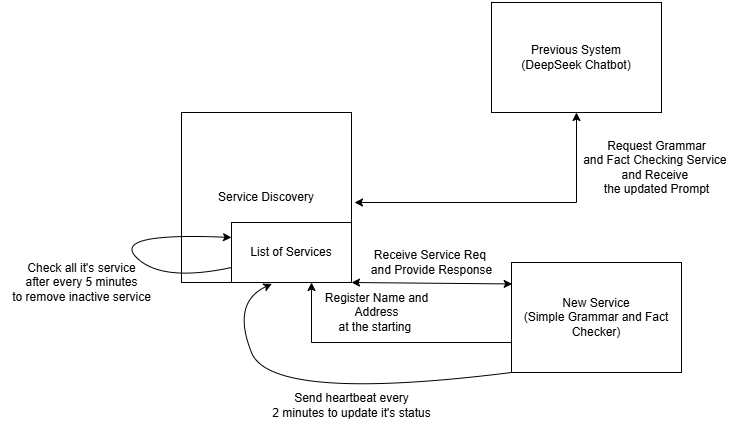 Previous System
(DeepSeek Chatbot)
Request Grammar
and Fact Checking Service
and Receive
the updated Prompt
Service Discovery
List of Services
Check all it's service
after every 5 minutes
to remove inactive service
Receive Service Req
and Provide Response
Register Name and
Address
at the starting
New Service
(Simple Grammar and Fact
Checker)
Send heartbeat every
2 minutes to update it's status